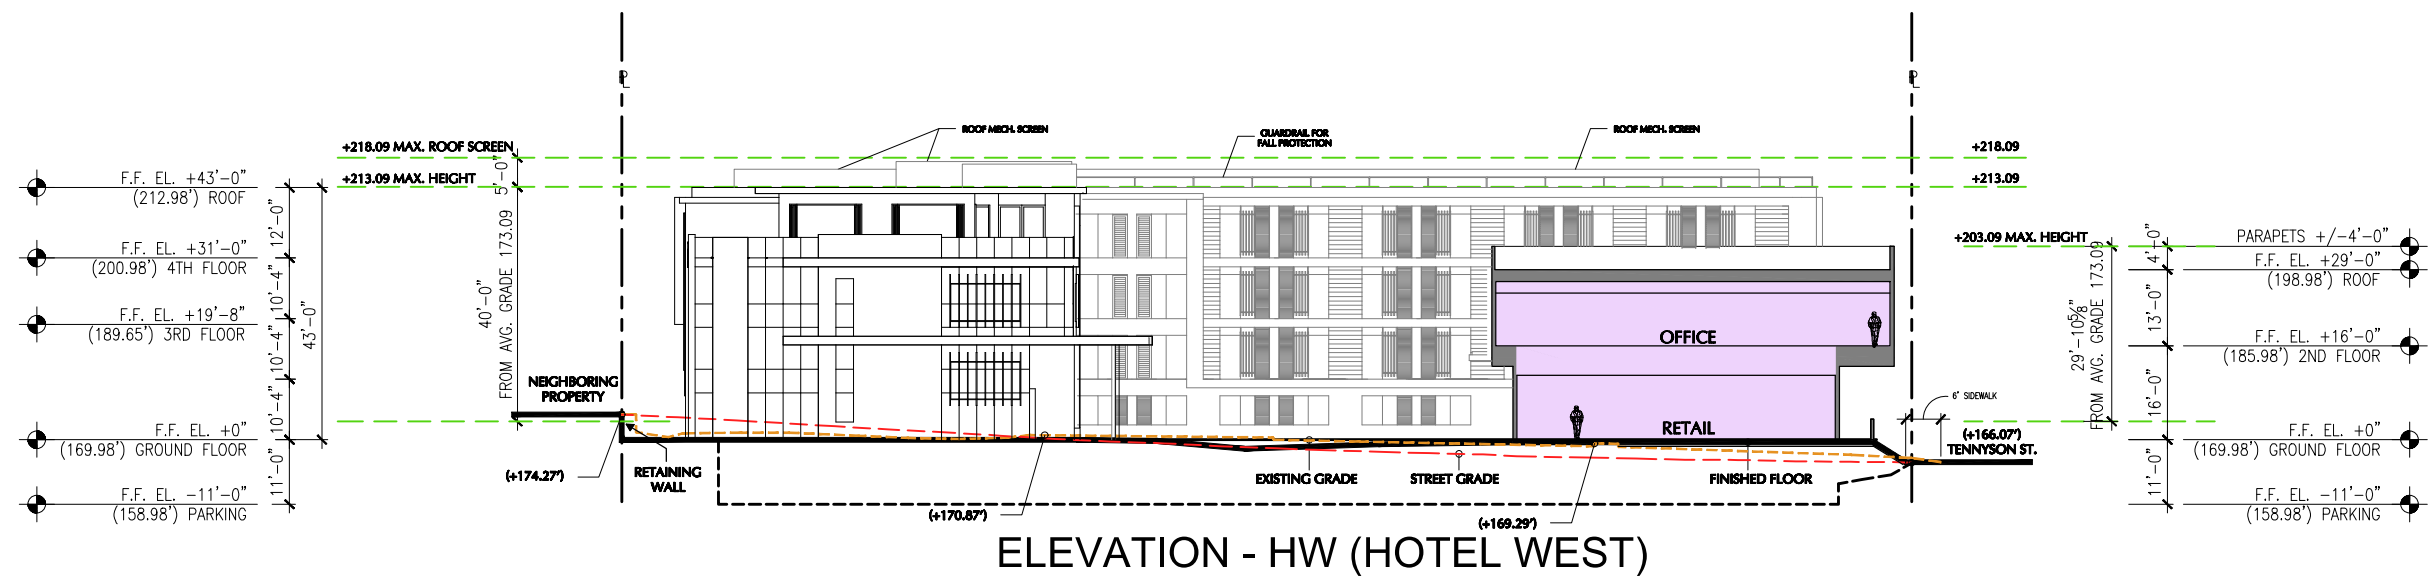 ℄
℄
ROOF MECH. SCREEN
GUARDRAIL FOR
FALL PROTECTION
ROOF MECH. SCREEN
+218.09 MAX. ROOF SCREEN
+218.09
5'-0"
F.F. EL. +43'-0"
(212.98') ROOF
+213.09 MAX. HEIGHT
+213.09
12'-0"
F.F. EL. +31'-0"
(200.98') 4TH FLOOR
10'-4"
F.F. EL. +19'-8"
(189.65') 3RD FLOOR
10'-4"
43'-0"
10'-4"
F.F. EL. +0"
(169.98') GROUND FLOOR
11'-0"
F.F. EL. -11'-0"
(158.98') PARKING
40'-0"
FROM AVG. GRADE 173.09
NEIGHBORING
PROPERTY
(+174.27')
RETAINING
WALL
(+170.87')
EXISTING GRADE
STREET GRADE
(+169.29')
FINISHED FLOOR
OFFICE
RETAIL
6' SIDEWALK
(+166.07')
TENNYSON ST.
+203.09 MAX. HEIGHT
29'-10⅝"
FROM AVG. GRADE 173.09
PARAPETS +/-4'-0"
4'-0"
F.F. EL. +29'-0"
(198.98') ROOF
13'-0"
F.F. EL. +16'-0"
(185.98') 2ND FLOOR
16'-0"
F.F. EL. +0"
(169.98') GROUND FLOOR
11'-0"
F.F. EL. -11'-0"
(158.98') PARKING
ELEVATION - HW (HOTEL WEST)